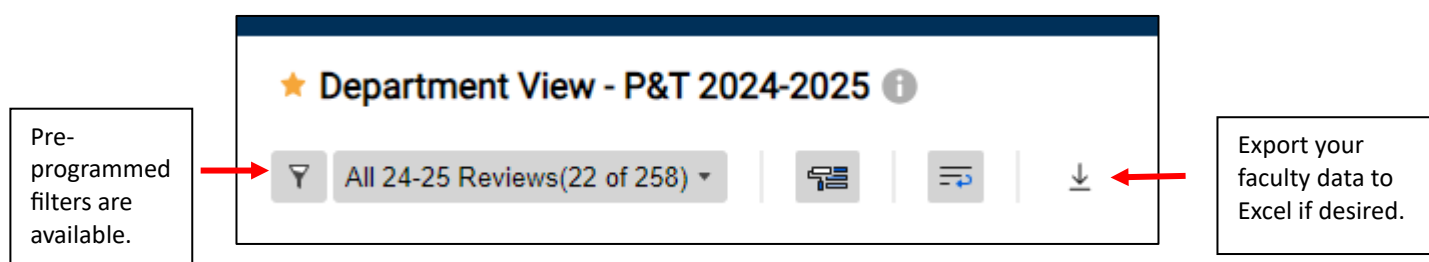 Department View - P&T 2024-2025
Pre-
programmed
filters are
available.
All 24-25 Reviews(22 of 258)
Export your
faculty data to
Excel if desired.